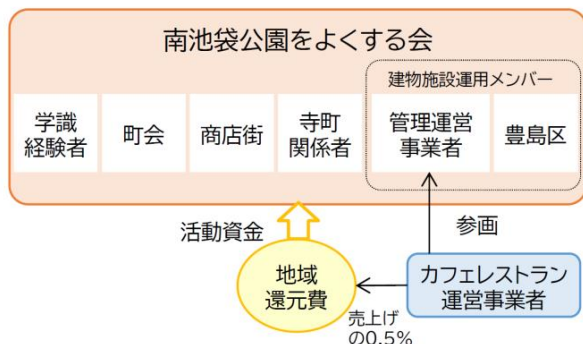 南池袋公園をよくする会
建物施設運用メンバー
学識
経験者
町会
商店街
寺町
関係者
管理運営
事業者
豊島区
活動資金
参画
地域
還元費
カフェレストラン
運営事業者
売上げ
の0.5%